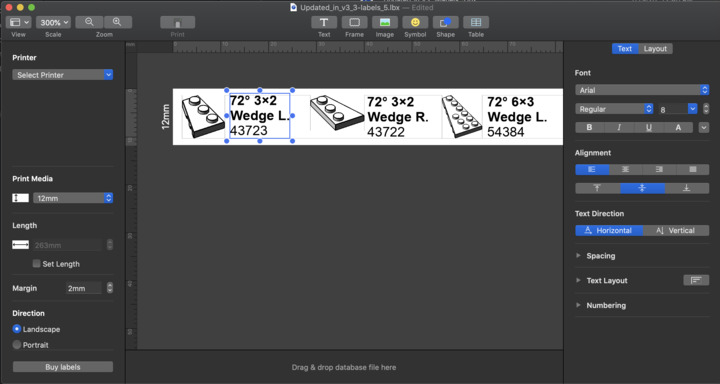 Updated_in_v3_3-labels_5.lbx — Edited
300%
View
Scale
Zoom
Print
Text
Frame
Image
Symbol
Shape
Table
Printer
Select Printer
Print Media
12mm
Length
263mm
Set Length
Margin
2mm
Direction
Landscape
Portrait
Buy labels
12mm
72° 3×2
Wedge L.
43723
72° 3×2
Wedge R.
43722
72° 6×3
Wedge L.
54384
Drag & drop database file here
Text
Layout
Font
Arial
Regular
8
B
I
U
A
Alignment
Text Direction
A Horizontal
A Vertical
Spacing
Text Layout
Numbering